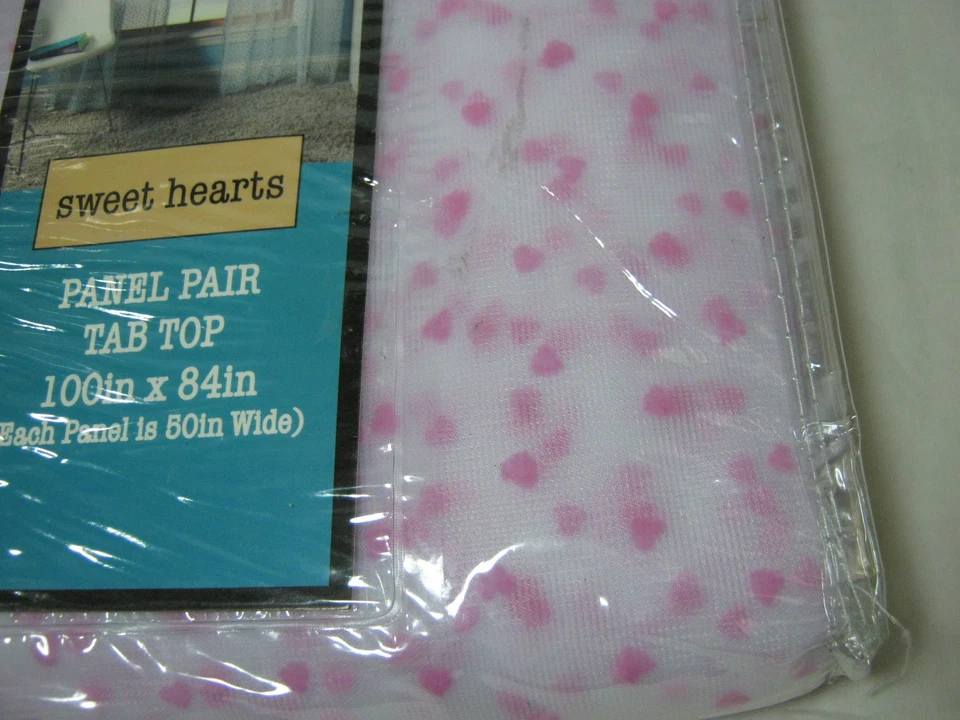 sweet hearts
PANEL PAIR
TAB TOP
100in x 84in
Each Panel is 50in Wide)